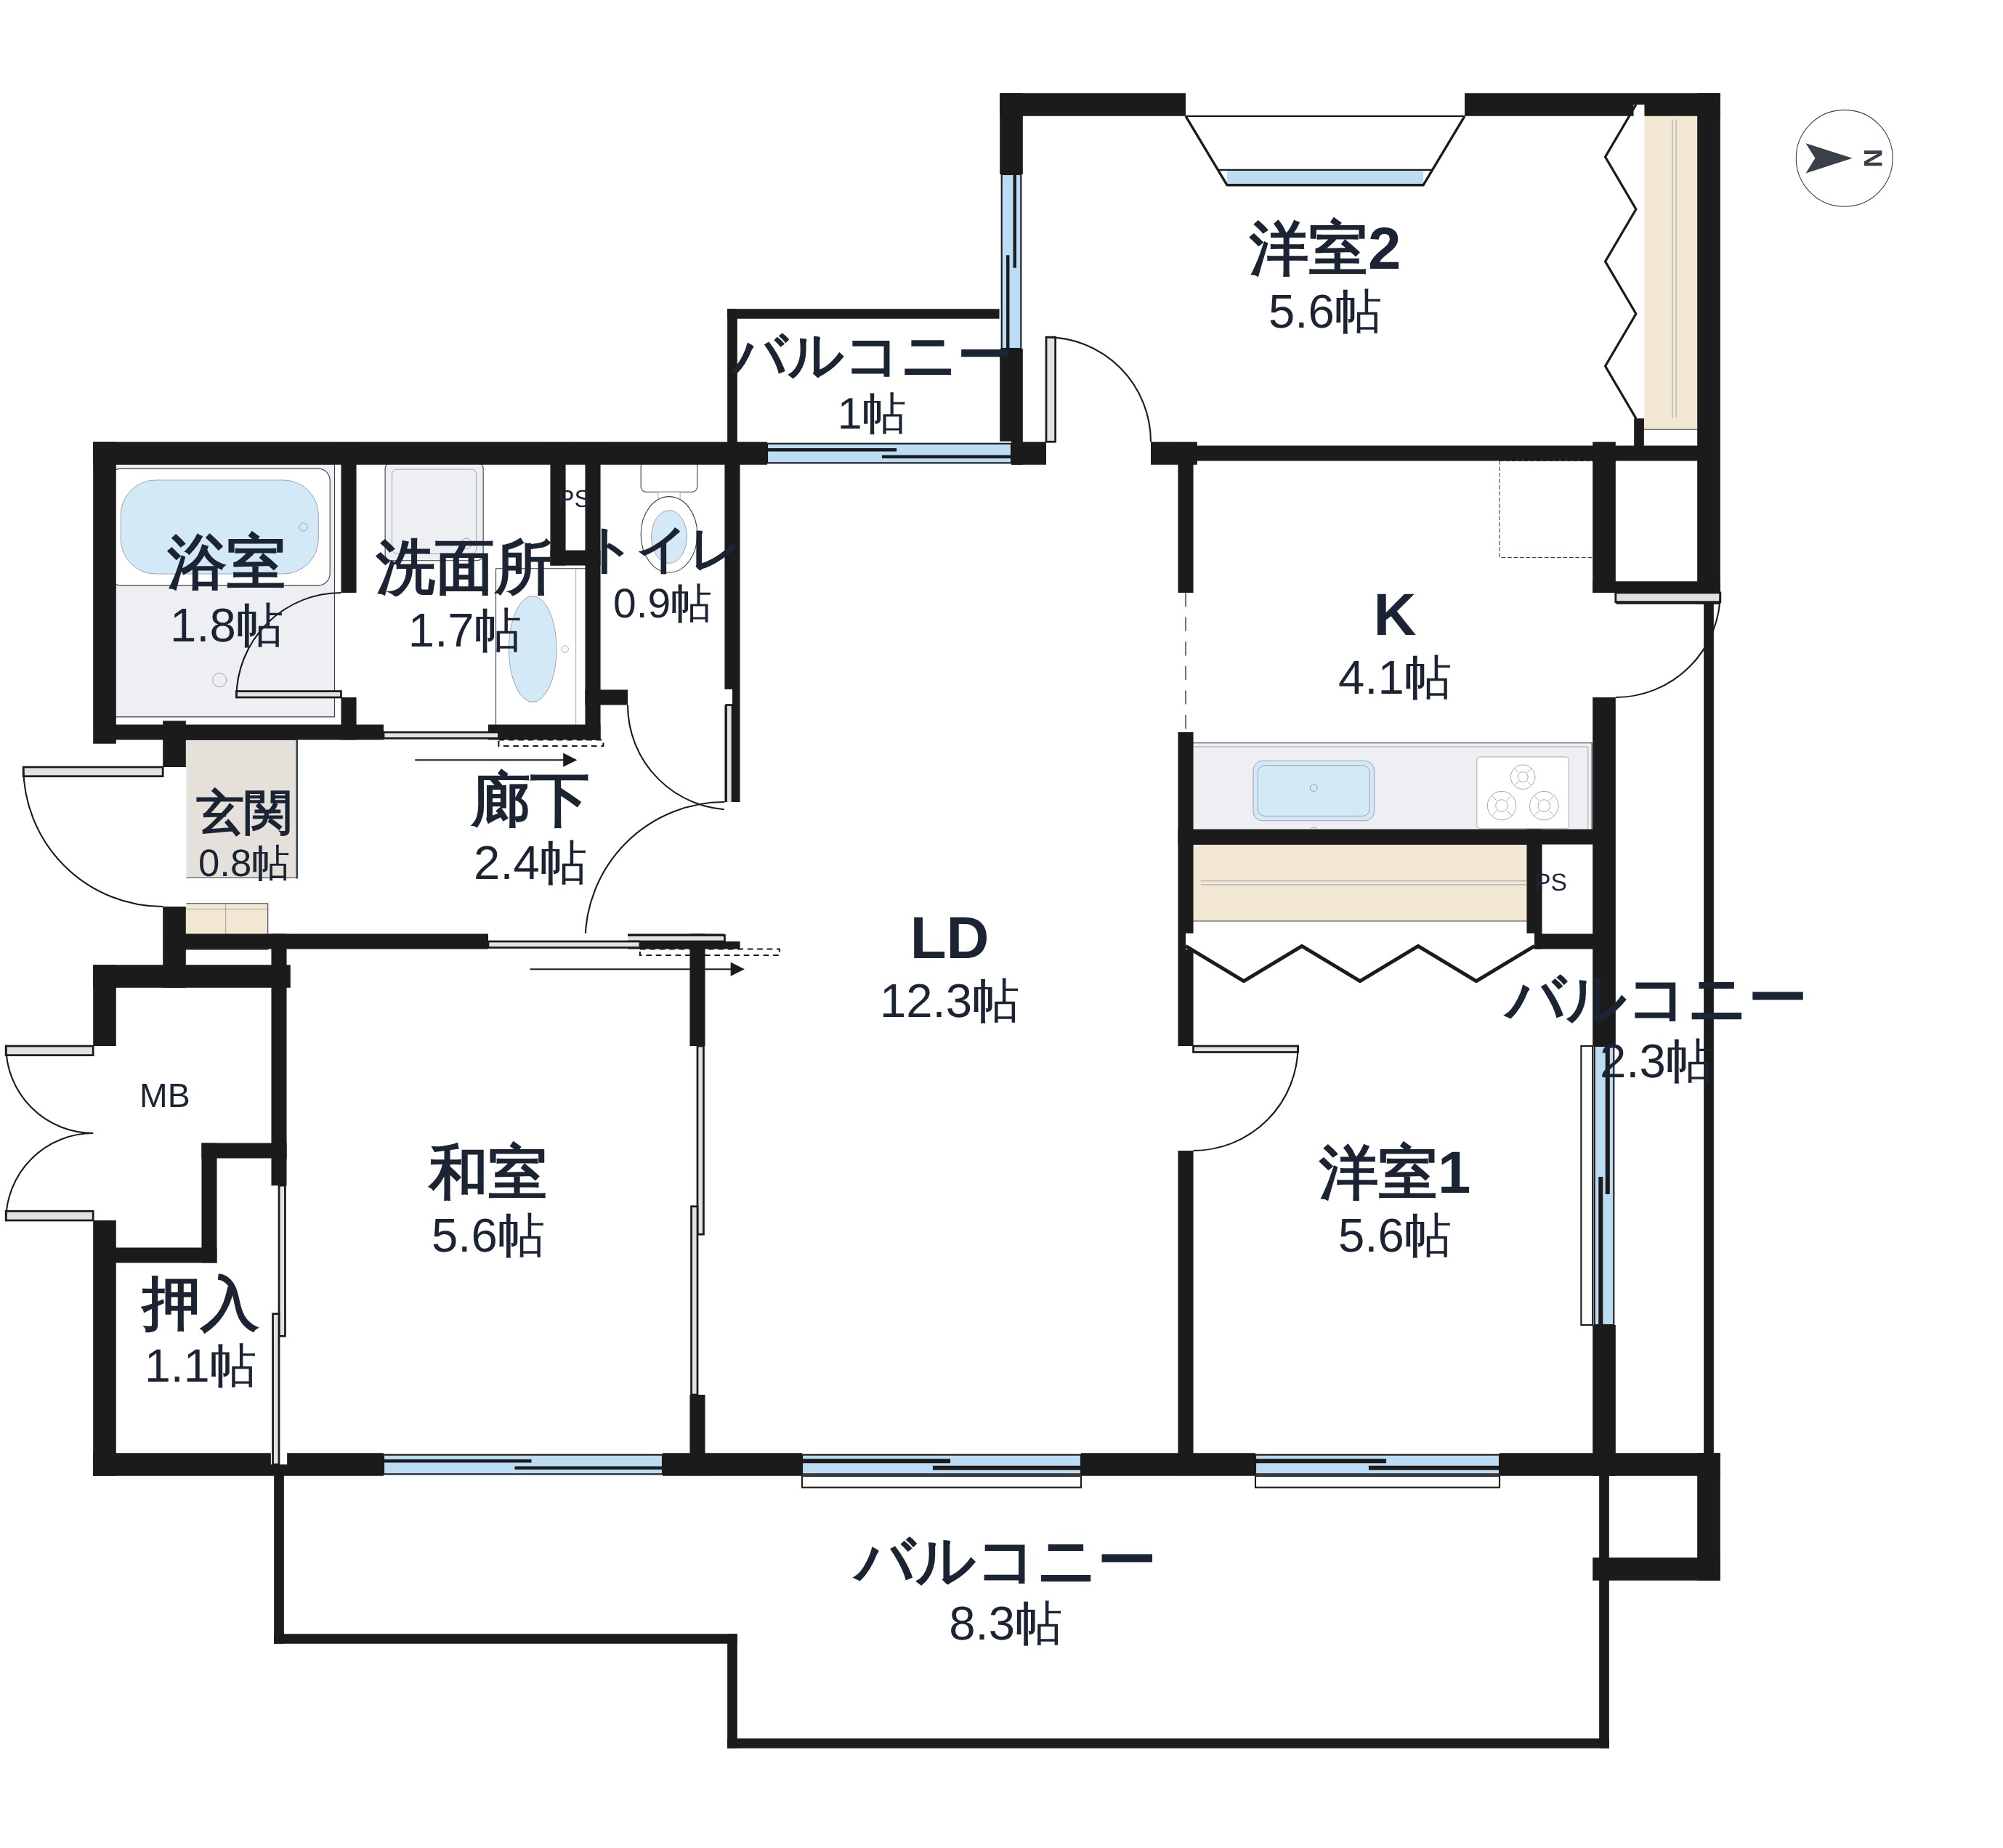 N
洋室2
5.6帖
バルコニー
1帖
PS
浴室
1.8帖
洗面所
1.7帖
トイレ
0.9帖
K
4.1帖
玄関
0.8帖
廊下
2.4帖
PS
LD
12.3帖
バルコニー
2.3帖
MB
和室
5.6帖
洋室1
5.6帖
押入
1.1帖
バルコニー
8.3帖